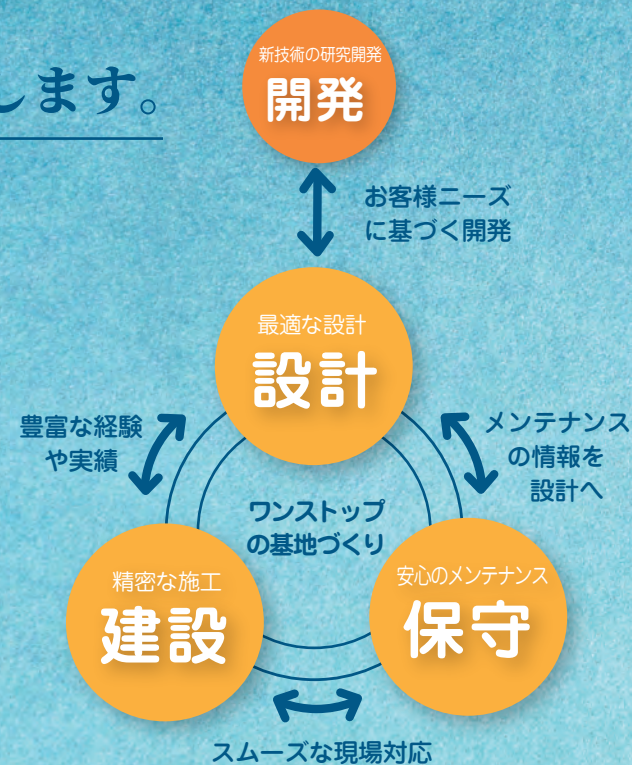 します。
新技術の研究開発
開発
お客様ニーズ
に基づく開発
最適な設計
設計
豊富な経験
や実績
メンテナンス
の情報を
設計へ
ワンストップ
の基地づくり
精密な施工
建設
安心のメンテナンス
保守
スムーズな現場対応